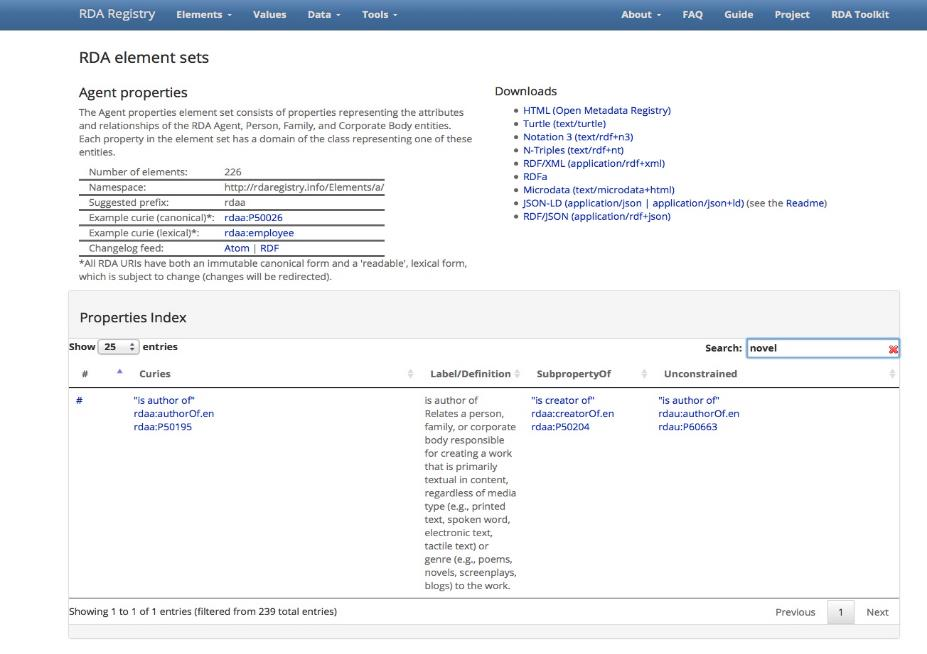 RDA Registry Elements Values Data Tools About FAQ Guide Project RDA Toolkit
RDA element sets
Agent properties
The Agent properties element set consists of properties representing the attributes
and relationships of the RDA Agent, Person, Family, and Corporate Body entities.
Each property in the element set has a domain of the class representing one of these
entities.
Number of elements: 226
Namespace: http://rdaregistry.info/Elements/a/
Suggested prefix: rdaa
Example curie (canonical)*: rdaa:P50026
Example curie (lexical)*: rdaa:employee
Changelog feed: Atom | RDF
*All RDA URIs have both an immutable canonical form and a 'readable', lexical form,
which is subject to change (changes will be redirected).
Downloads
HTML (Open Metadata Registry)
Turtle (text/turtle)
Notation 3 (text/rdf+n3)
N-Triples (text/rdf+nt)
RDF/XML (application/rdf+xml)
RDFa
Microdata (text/microdata+html)
JSON-LD (application/json | application/json+ld) (see the Readme)
RDF/JSON (application/rdf+json)
Properties Index
Show 25 entries Search: novel
# Curies Label/Definition SubpropertyOf Unconstrained
#
"is author of"
rdaa:authorOf.en
rdaa:P50195
is author of
Relates a person,
family, or corporate
body responsible
for creating a work
that is primarily
textual in content,
regardless of media
type (e.g., printed
text, spoken word,
electronic text,
tactile text) or
genre (e.g., poems,
novels, screenplays,
blogs) to the work.
"is creator of"
rdaa:creatorOf.en
rdaa:P50204
"is author of"
rdau:authorOf.en
rdau:P60663
Showing 1 to 1 of 1 entries (filtered from 239 total entries) Previous 1 Next